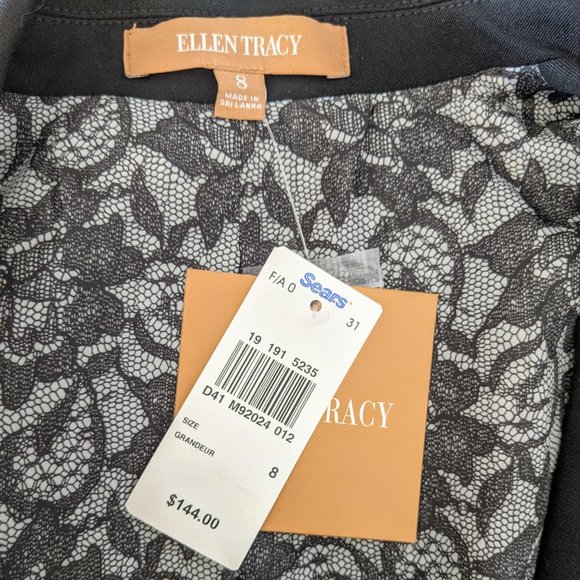 ELLEN TRACY
8
MADE IN
SRI LANKA
F/A 0
Sears
31
19 191 5235
D41 M92024 012
SIZE
GRANDEUR
8
$144.00
RACY